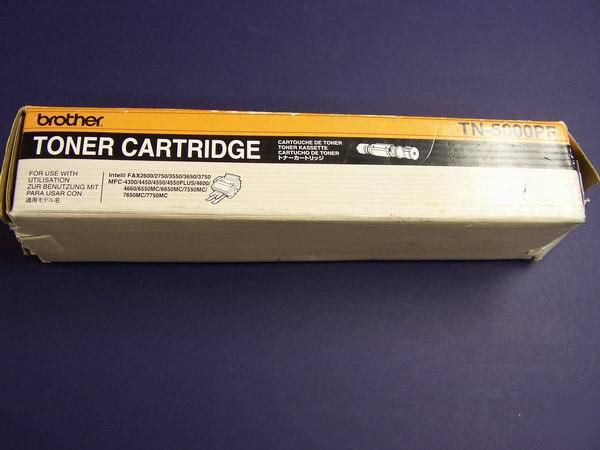 brother
TN-5000PF
TONER CARTRIDGE
CARTOUCHE DE TONER
TONER KASSETTE
CARTUCHO DE TONER
トナーカートリッジ
FOR USE WITH
UTILISATION
ZUR BENUTZUNG MIT
PARA USAR CON
適用モデル名
Intelli FAX2600/2750/3550/3650/3750
MFC-4300/4450/4550/4550PLUS/4600/
4660/6550MC/6650MC/7550MC/
7650MC/7750MC